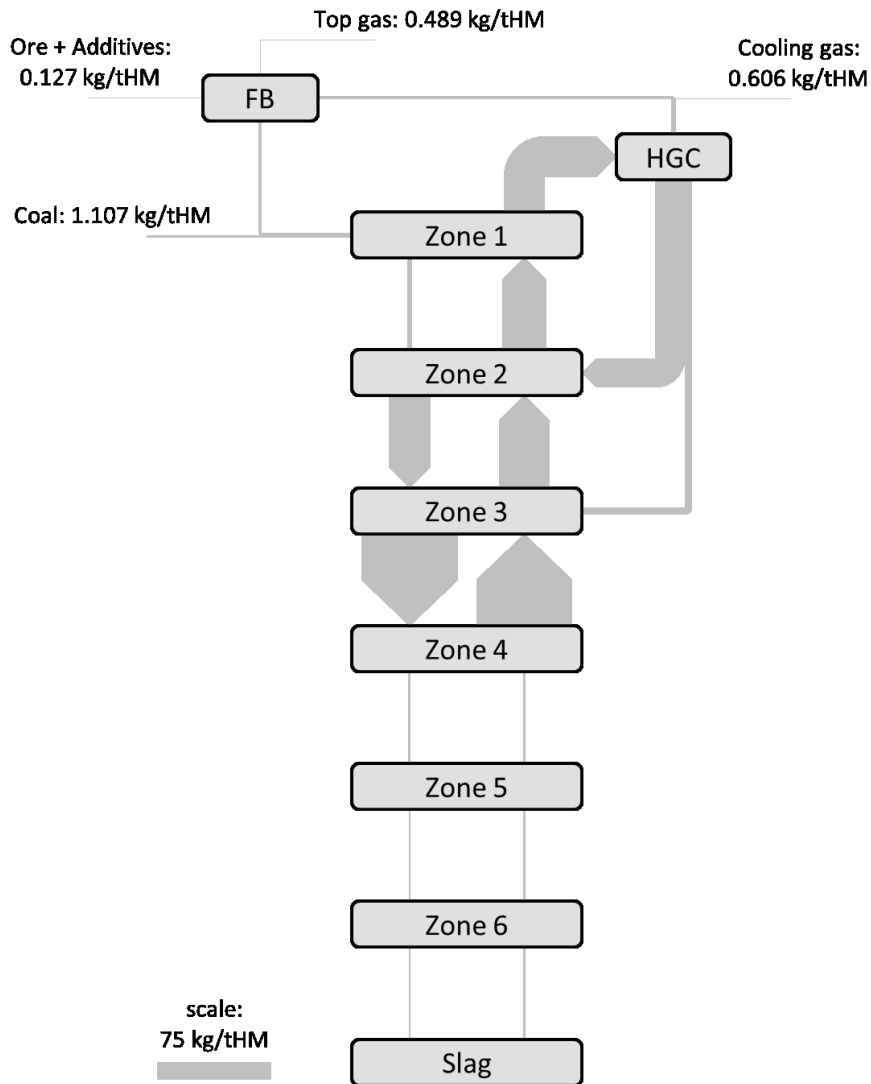 Top gas: 0.489 kg/tHM
Ore + Additives:
0.127 kg/tHM
Cooling gas:
0.606 kg/tHM
FB
HGC
Coal: 1.107 kg/tHM
Zone 1
Zone 2
Zone 3
Zone 4
Zone 5
Zone 6
scale:
75 kg/tHM
Slag